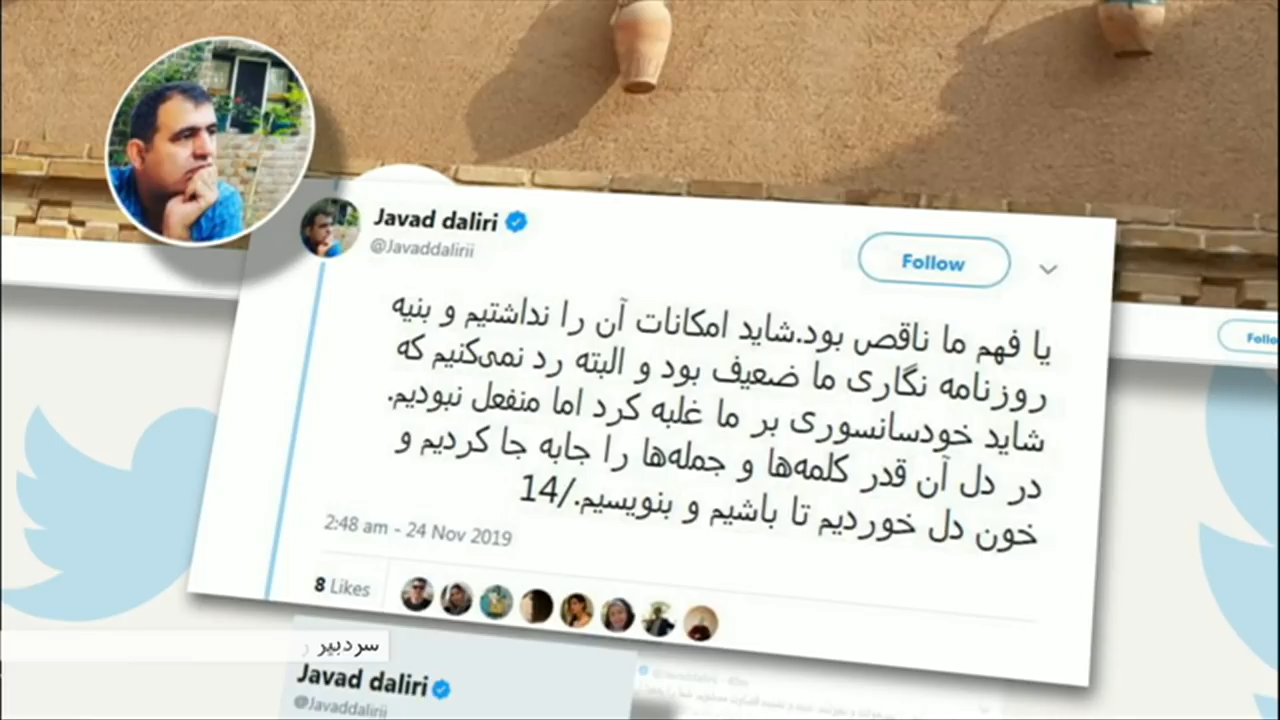 Javad daliri
@Javaddalirii
Follow
یا فهم ما ناقص بود.شاید امکانات آن را نداشتیم و بنیه
روزنامه نگاری ما ضعیف بود و البته رد نمی‌کنیم که
شاید خودسانسوری بر ما غلبه کرد اما منفعل نبودیم.
در دل آن قدر کلمه‌ها و جمله‌ها را جابه جا کردیم و
خون دل خوردیم تا باشیم و بنویسیم./14
2:48 am - 24 Nov 2019
8 Likes
سردبیر
Javad daliri
@Javaddalirii